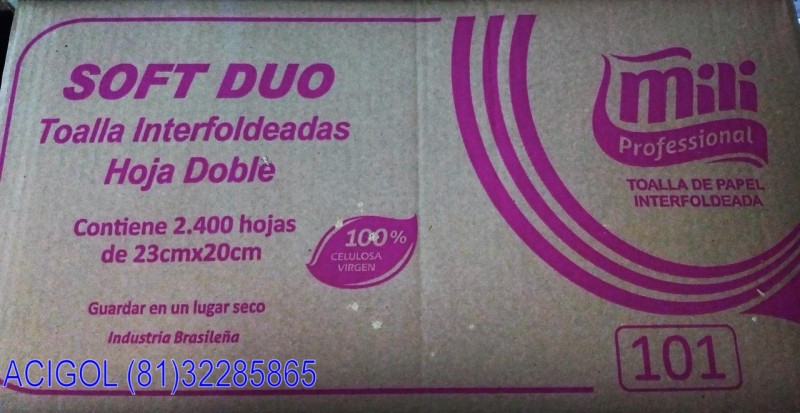 SOFT DUO
Toalla Interfoldeadas
Hoja Doble
Contiene 2.400 hojas
de 23cmx20cm
100%
CELULOSA
VIRGEN
Guardar en un lugar seco
Industria Brasileña
mili
Professional
TOALLA DE PAPEL
INTERFOLDEADA
101
ACIGOL (81)32285865